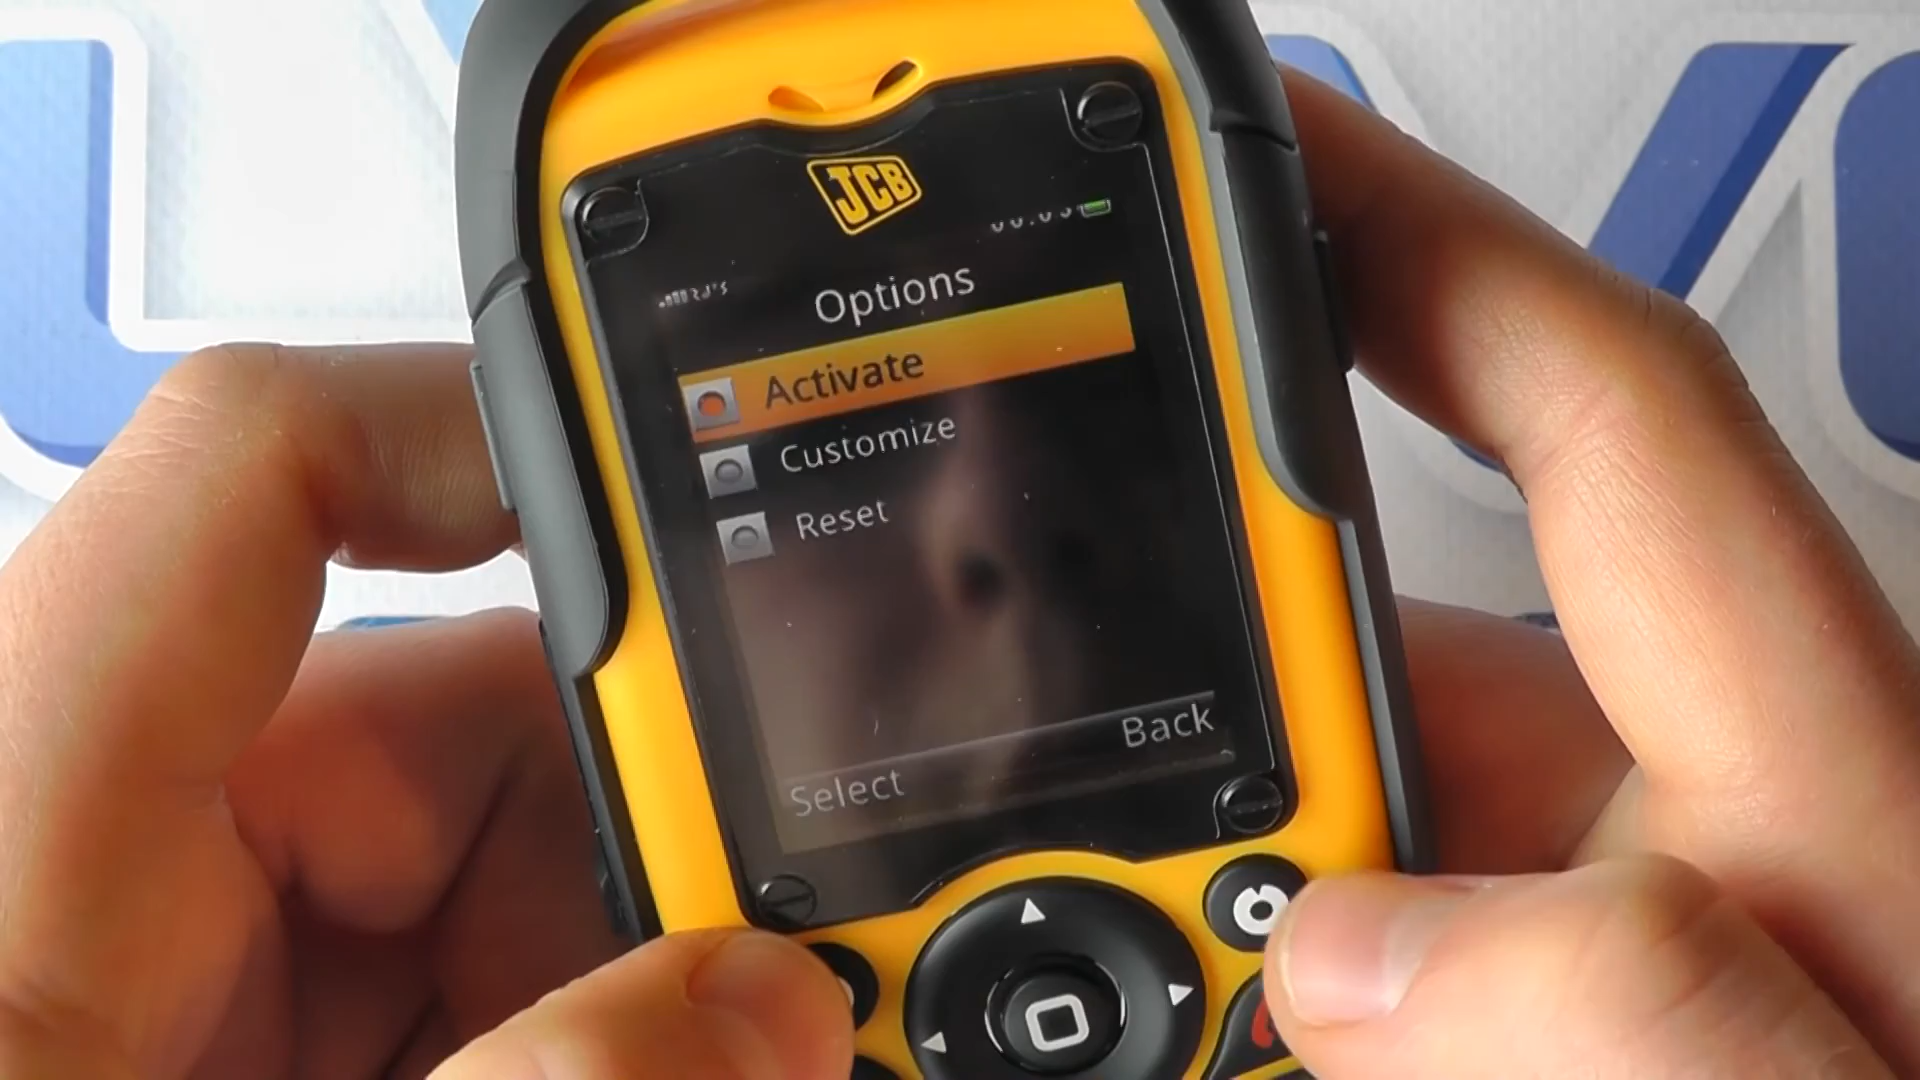 JCB
Options
Activate
Customize
Reset
Back
Select